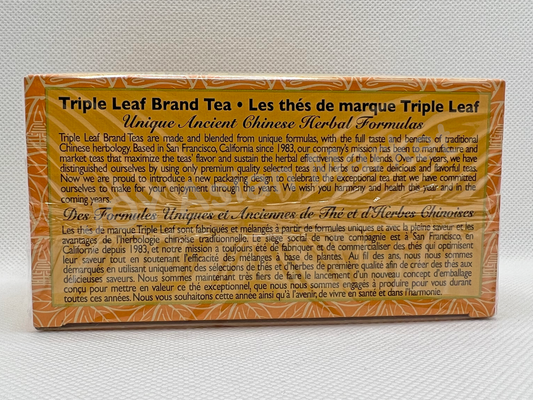 Triple Leaf Brand Tea • Les thés de marque Triple Leaf
Unique Ancient Chinese Herbal Formulas
Triple Leaf Brand Teas are made and blended from unique formulas, with the full taste and benefits of traditional
Chinese herbology. Based in San Francisco, California since 1983, our company's mission has been to manufacture and
market teas that maximize the teas' flavor and sustain the herbal effectiveness of the blends. Over the years, we have
distinguished ourselves by using only premium quality selected teas and herbs to create delicious and flavorful teas.
Now we are proud to introduce a new packaging design to celebrate the exceptional tea that we have committed
ourselves to make for your enjoyment through the years. We wish you harmony and health this year and in the
coming years.
Des Formules Uniques et Anciennes de Thé et d'Herbes Chinoises
Les thés de marque Triple Leaf sont fabriqués et mélangés à partir de formules uniques et avec la pleine saveur et les
avantages de l'herbologie chinoise traditionnelle. Le siège social de notre compagnie est à San Francisco, en
Californie depuis 1983, et notre mission a toujours été de fabriquer et de commercialiser des thés qui optimisent
leur saveur tout en soutenant l'efficacité des mélanges à base de plantes. Au fil des ans, nous nous sommes
démarqués en utilisant uniquement des sélections de thés et d'herbes de première qualité afin de créer des thés aux
délicieuses saveurs. Nous sommes maintenant très fiers de faire le lancement d'un nouveau concept d'emballage
conçu pour mettre en valeur ce thé exceptionnel, que nous nous sommes engagés à produire pour vous durant
toutes ces années. Nous vous souhaitons cette année ainsi qu'à l'avenir, de vivre en santé et dans l'harmonie.